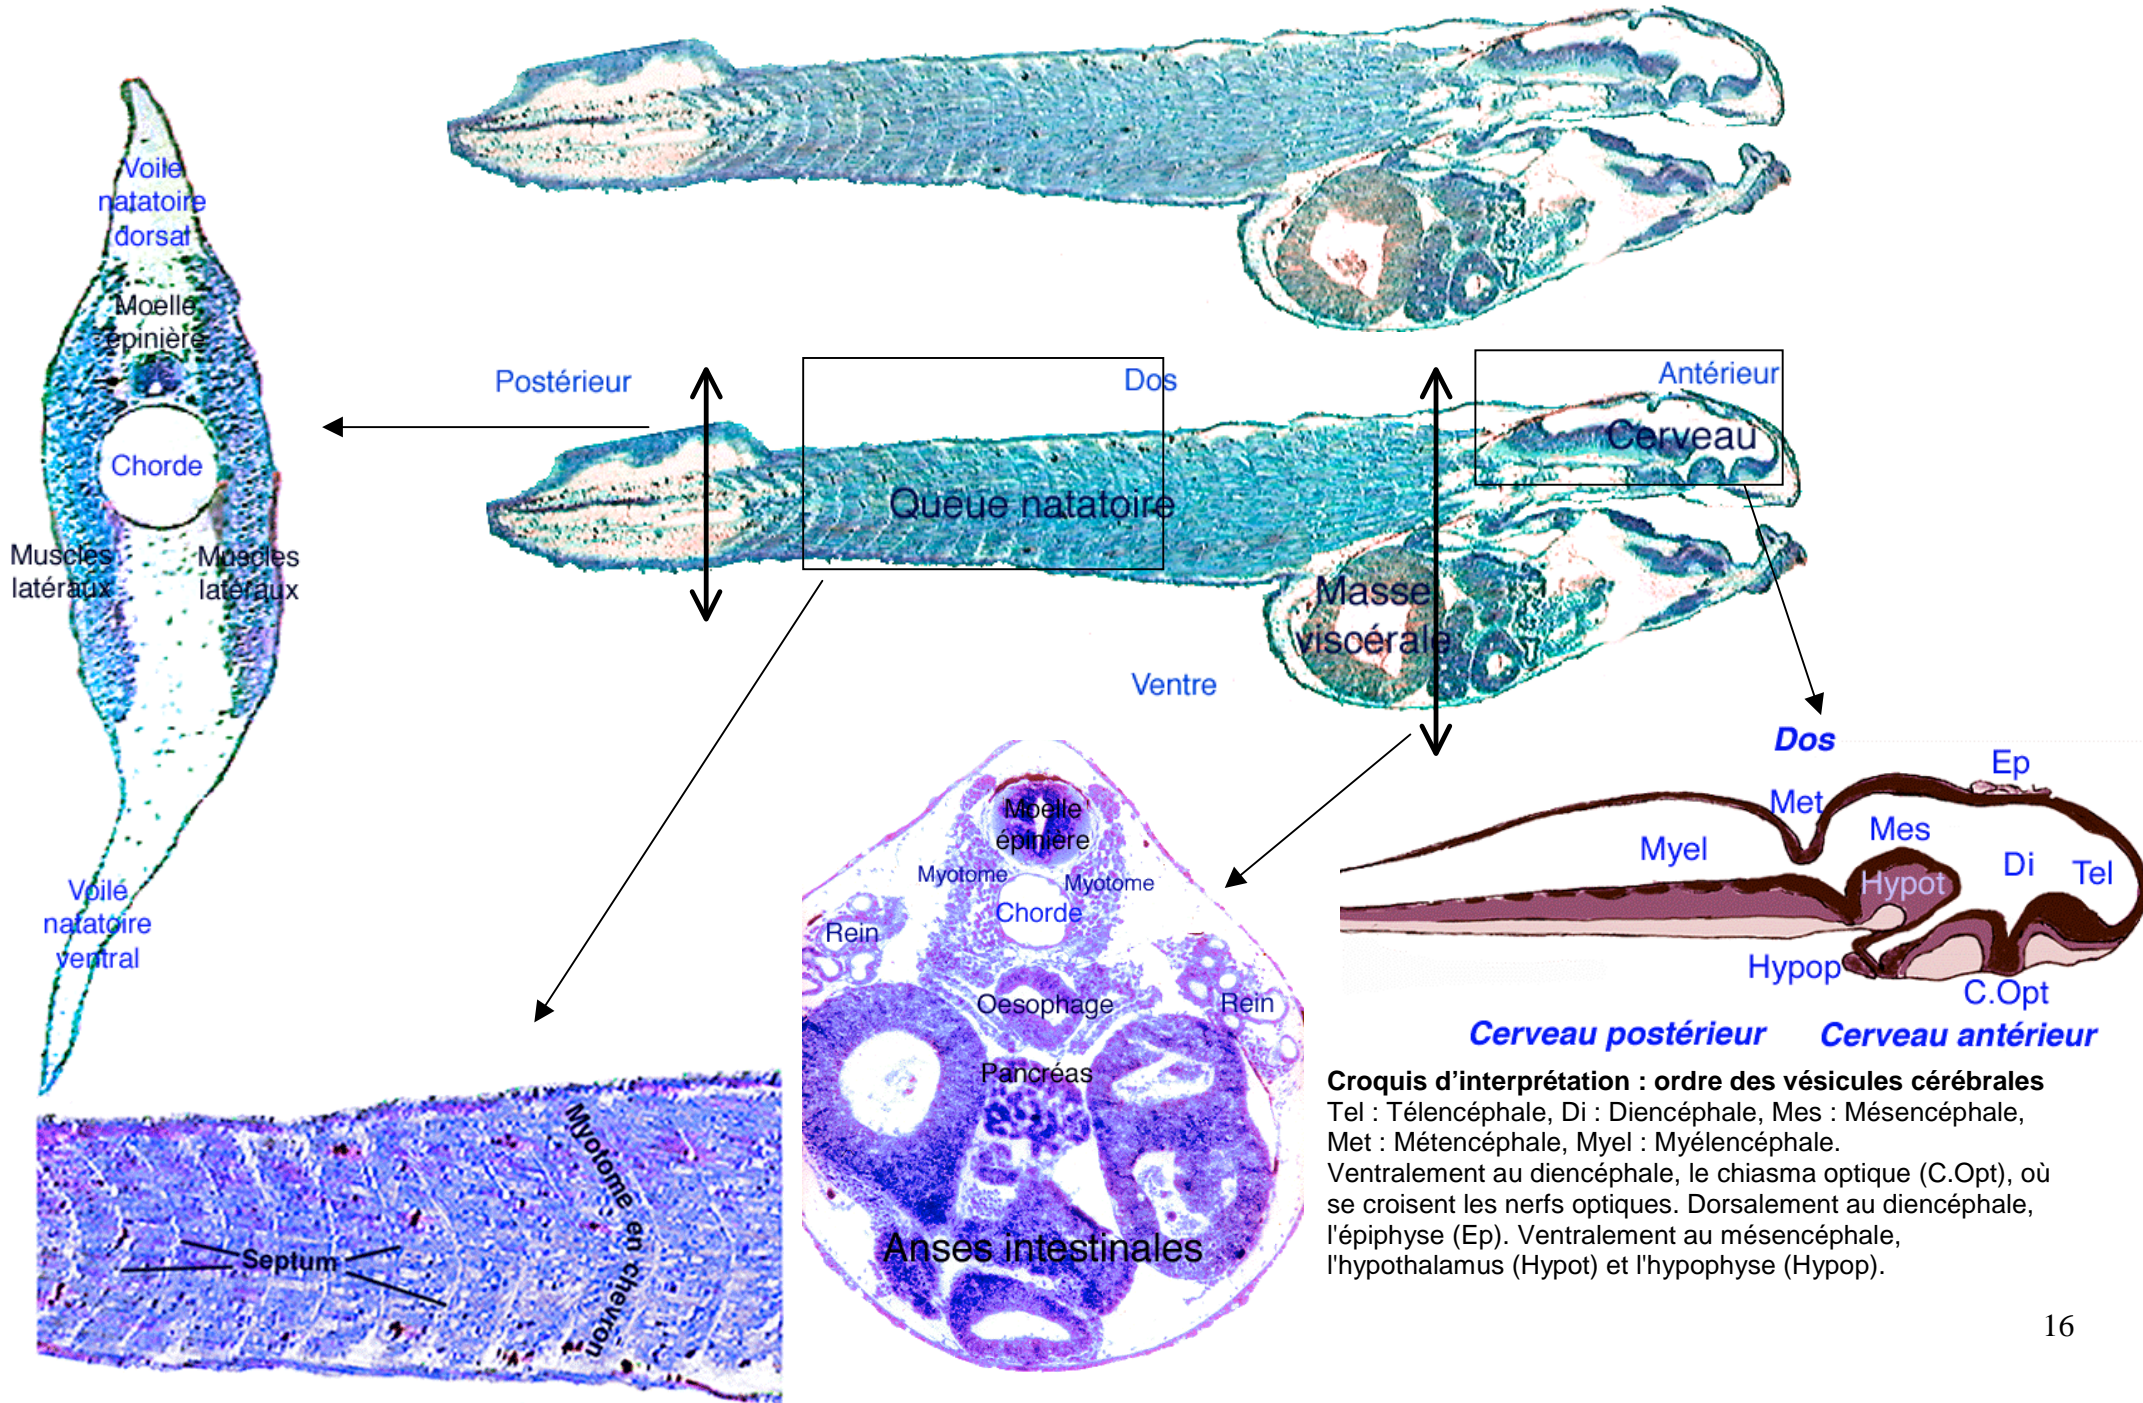 Voile
natatoire
dorsal
Moelle
épinière
Chorde
Muscles
latéraux
Muscles
latéraux
Voile
natatoire
ventral
Postérieur
Dos
Antérieur
Cerveau
Queue natatoire
Masse
viscérale
Ventre
Septum
Myotome en chevron
Moelle
épinière
Myotome
Myotome
Chorde
Rein
Rein
Oesophage
Pancréas
Anses intestinales
Dos
Ep
Met
Mes
Myel
Di
Tel
Hypot
Hypop
C.Opt
Cerveau postérieur
Cerveau antérieur
Croquis d'interprétation : ordre des vésicules cérébrales
Tel : Télencéphale, Di : Diencéphale, Mes : Mésencéphale,
Met : Métencéphale, Myel : Myélencéphale.
Ventralement au diencéphale, le chiasma optique (C.Opt), où
se croisent les nerfs optiques. Dorsalement au diencéphale,
l'épiphyse (Ep). Ventralement au mésencéphale,
l'hypothalamus (Hypot) et l'hypophyse (Hypop).
16